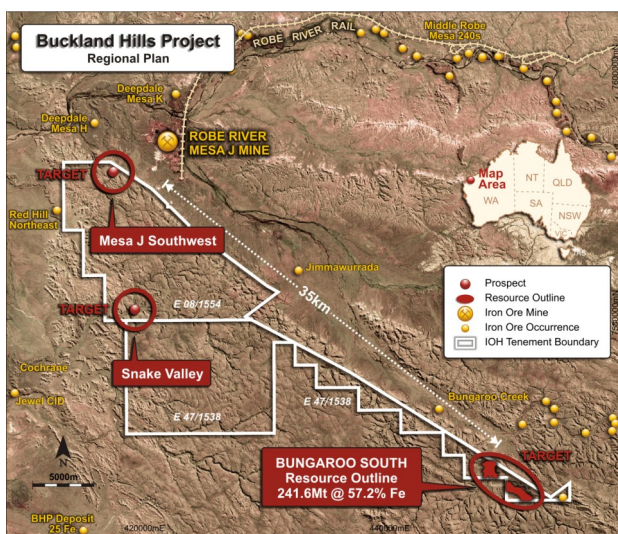 Buckland Hills Project
Regional Plan
ROBE RIVER RAIL
Middle Robe
Mesa 240s
Deepdale
Mesa K
Deepdale
Mesa H
ROBE RIVER
MESA J MINE
TARGET
Map
Area
NT
QLD
WA
SA
NSW
VIC
TAS
Red Hill
Northeast
Mesa J Southwest
Jimmawurrada
35km
Prospect
Resource Outline
Iron Ore Mine
Iron Ore Occurrence
IOH Tenement Boundary
TARGET
E 08/1554
Snake Valley
Cochrane
Jewel CID
E 47/1538
E 47/1538
Bungaroo Creek
N
5000m
TARGET
BUNGAROO SOUTH
Resource Outline
241.6Mt @ 57.2% Fe
BHP Deposit
25 Fe
420000mE
440000mE